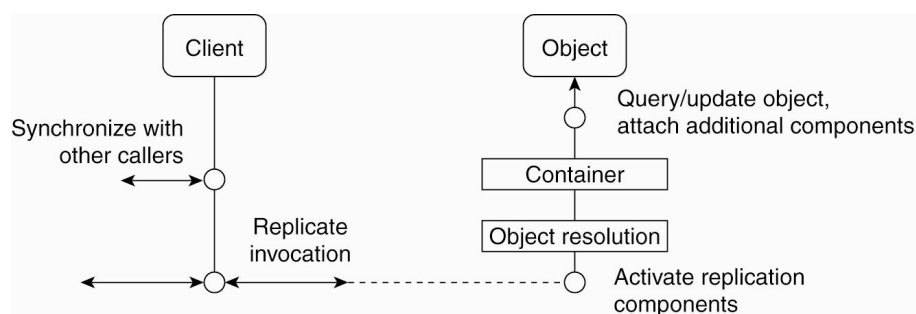 Client
Object
Query/update object,
attach additional components
Synchronize with
other callers
Container
Replicate
invocation
Object resolution
Activate replication
components